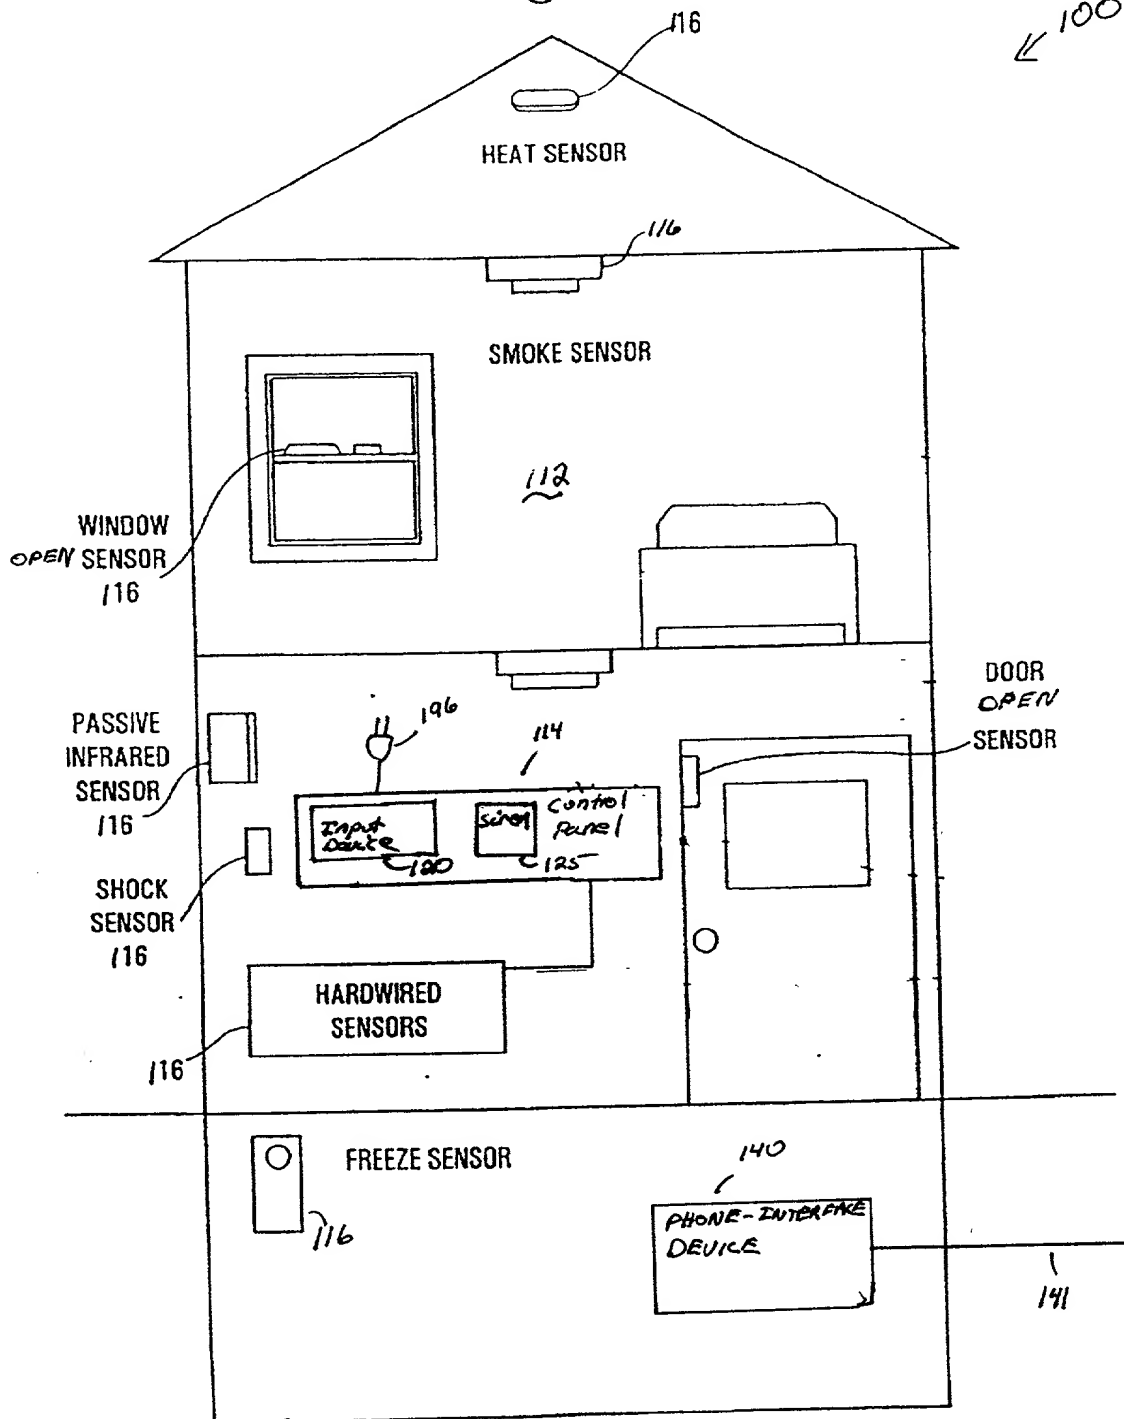 116
100
HEAT SENSOR
116
SMOKE SENSOR
112
WINDOW
OPEN SENSOR
116
DOOR
OPEN
SENSOR
PASSIVE
INFRARED
SENSOR
116
196
114
Input
Device
120
Siren
125
Control
Panel
SHOCK
SENSOR
116
HARDWIRED
SENSORS
116
FREEZE SENSOR
116
140
PHONE-INTERFACE
DEVICE
141